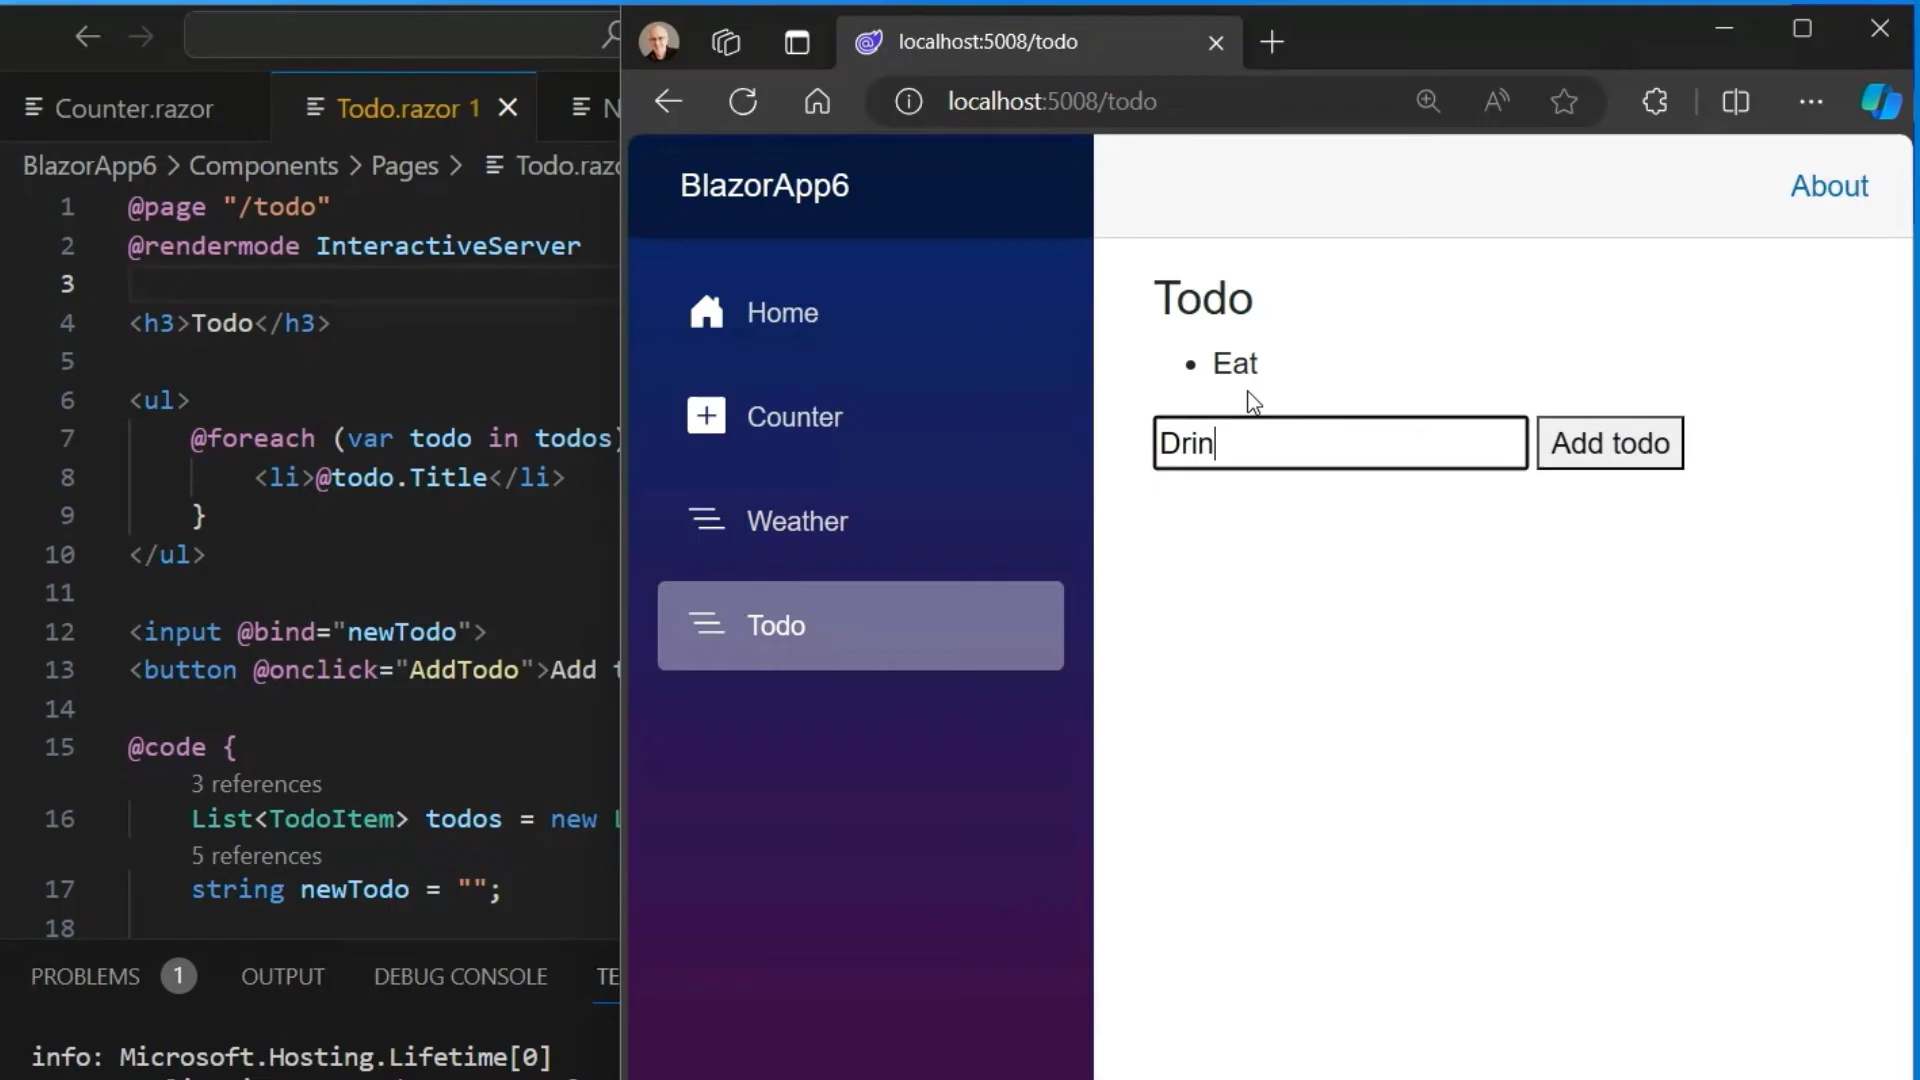 Counter.razor
Todo.razor 1
N
BlazorApp6 > Components > Pages > Todo.razo
1 @page "/todo"
2 @rendermode InteractiveServer
3
4 <h3>Todo</h3>
5
6 <ul>
7 @foreach (var todo in todos)
8 <li>@todo.Title</li>
9 }
10 </ul>
11
12 <input @bind="newTodo">
13 <button @onclick="AddTodo">Add t
14
15 @code {
3 references
16 List<TodoItem> todos = new L
5 references
17 string newTodo = "";
18
PROBLEMS 1 OUTPUT DEBUG CONSOLE TE
info: Microsoft.Hosting.Lifetime[0]
localhost:5008/todo
localhost:5008/todo
BlazorApp6
About
Home
Counter
Weather
Todo
Todo
• Eat
Drin
Add todo